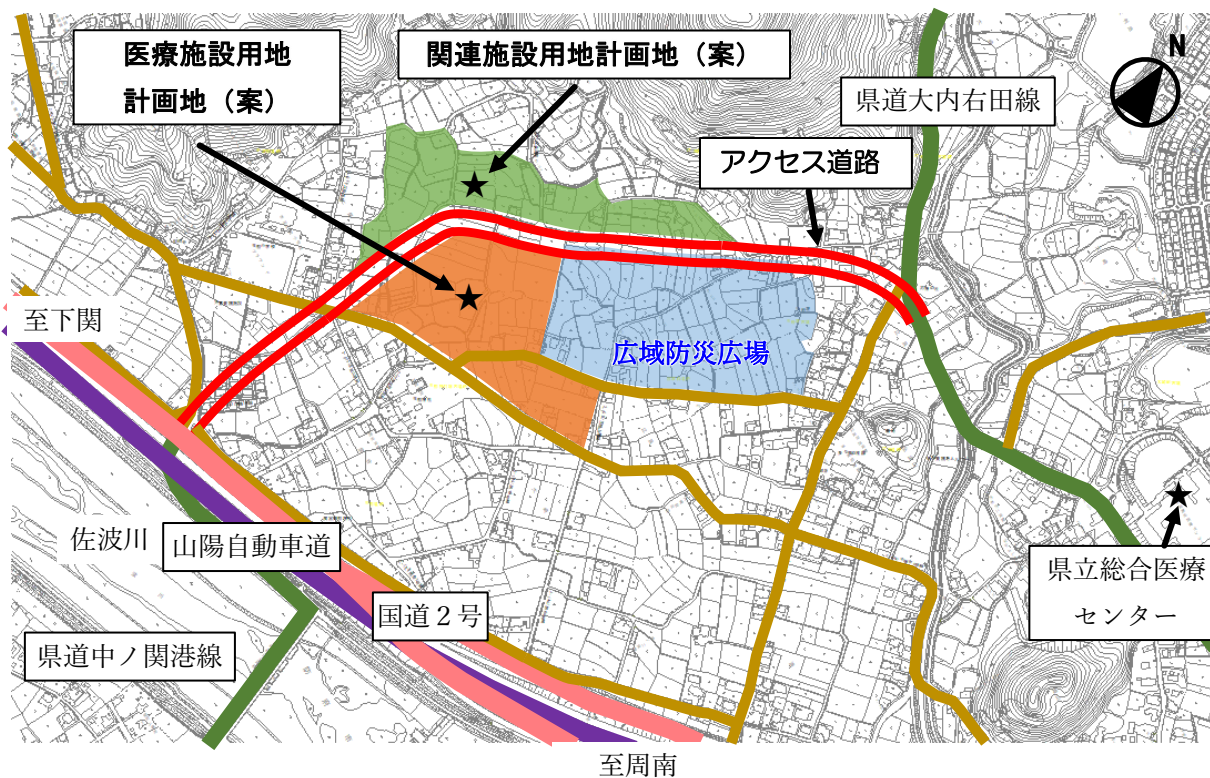 医療施設用地
計画地(案)
関連施設用地計画地(案)
N
県道大内右田線
アクセス道路
至下関
広域防災広場
佐波川
山陽自動車道
県立総合医療
センター
国道2号
県道中ノ関港線
至周南